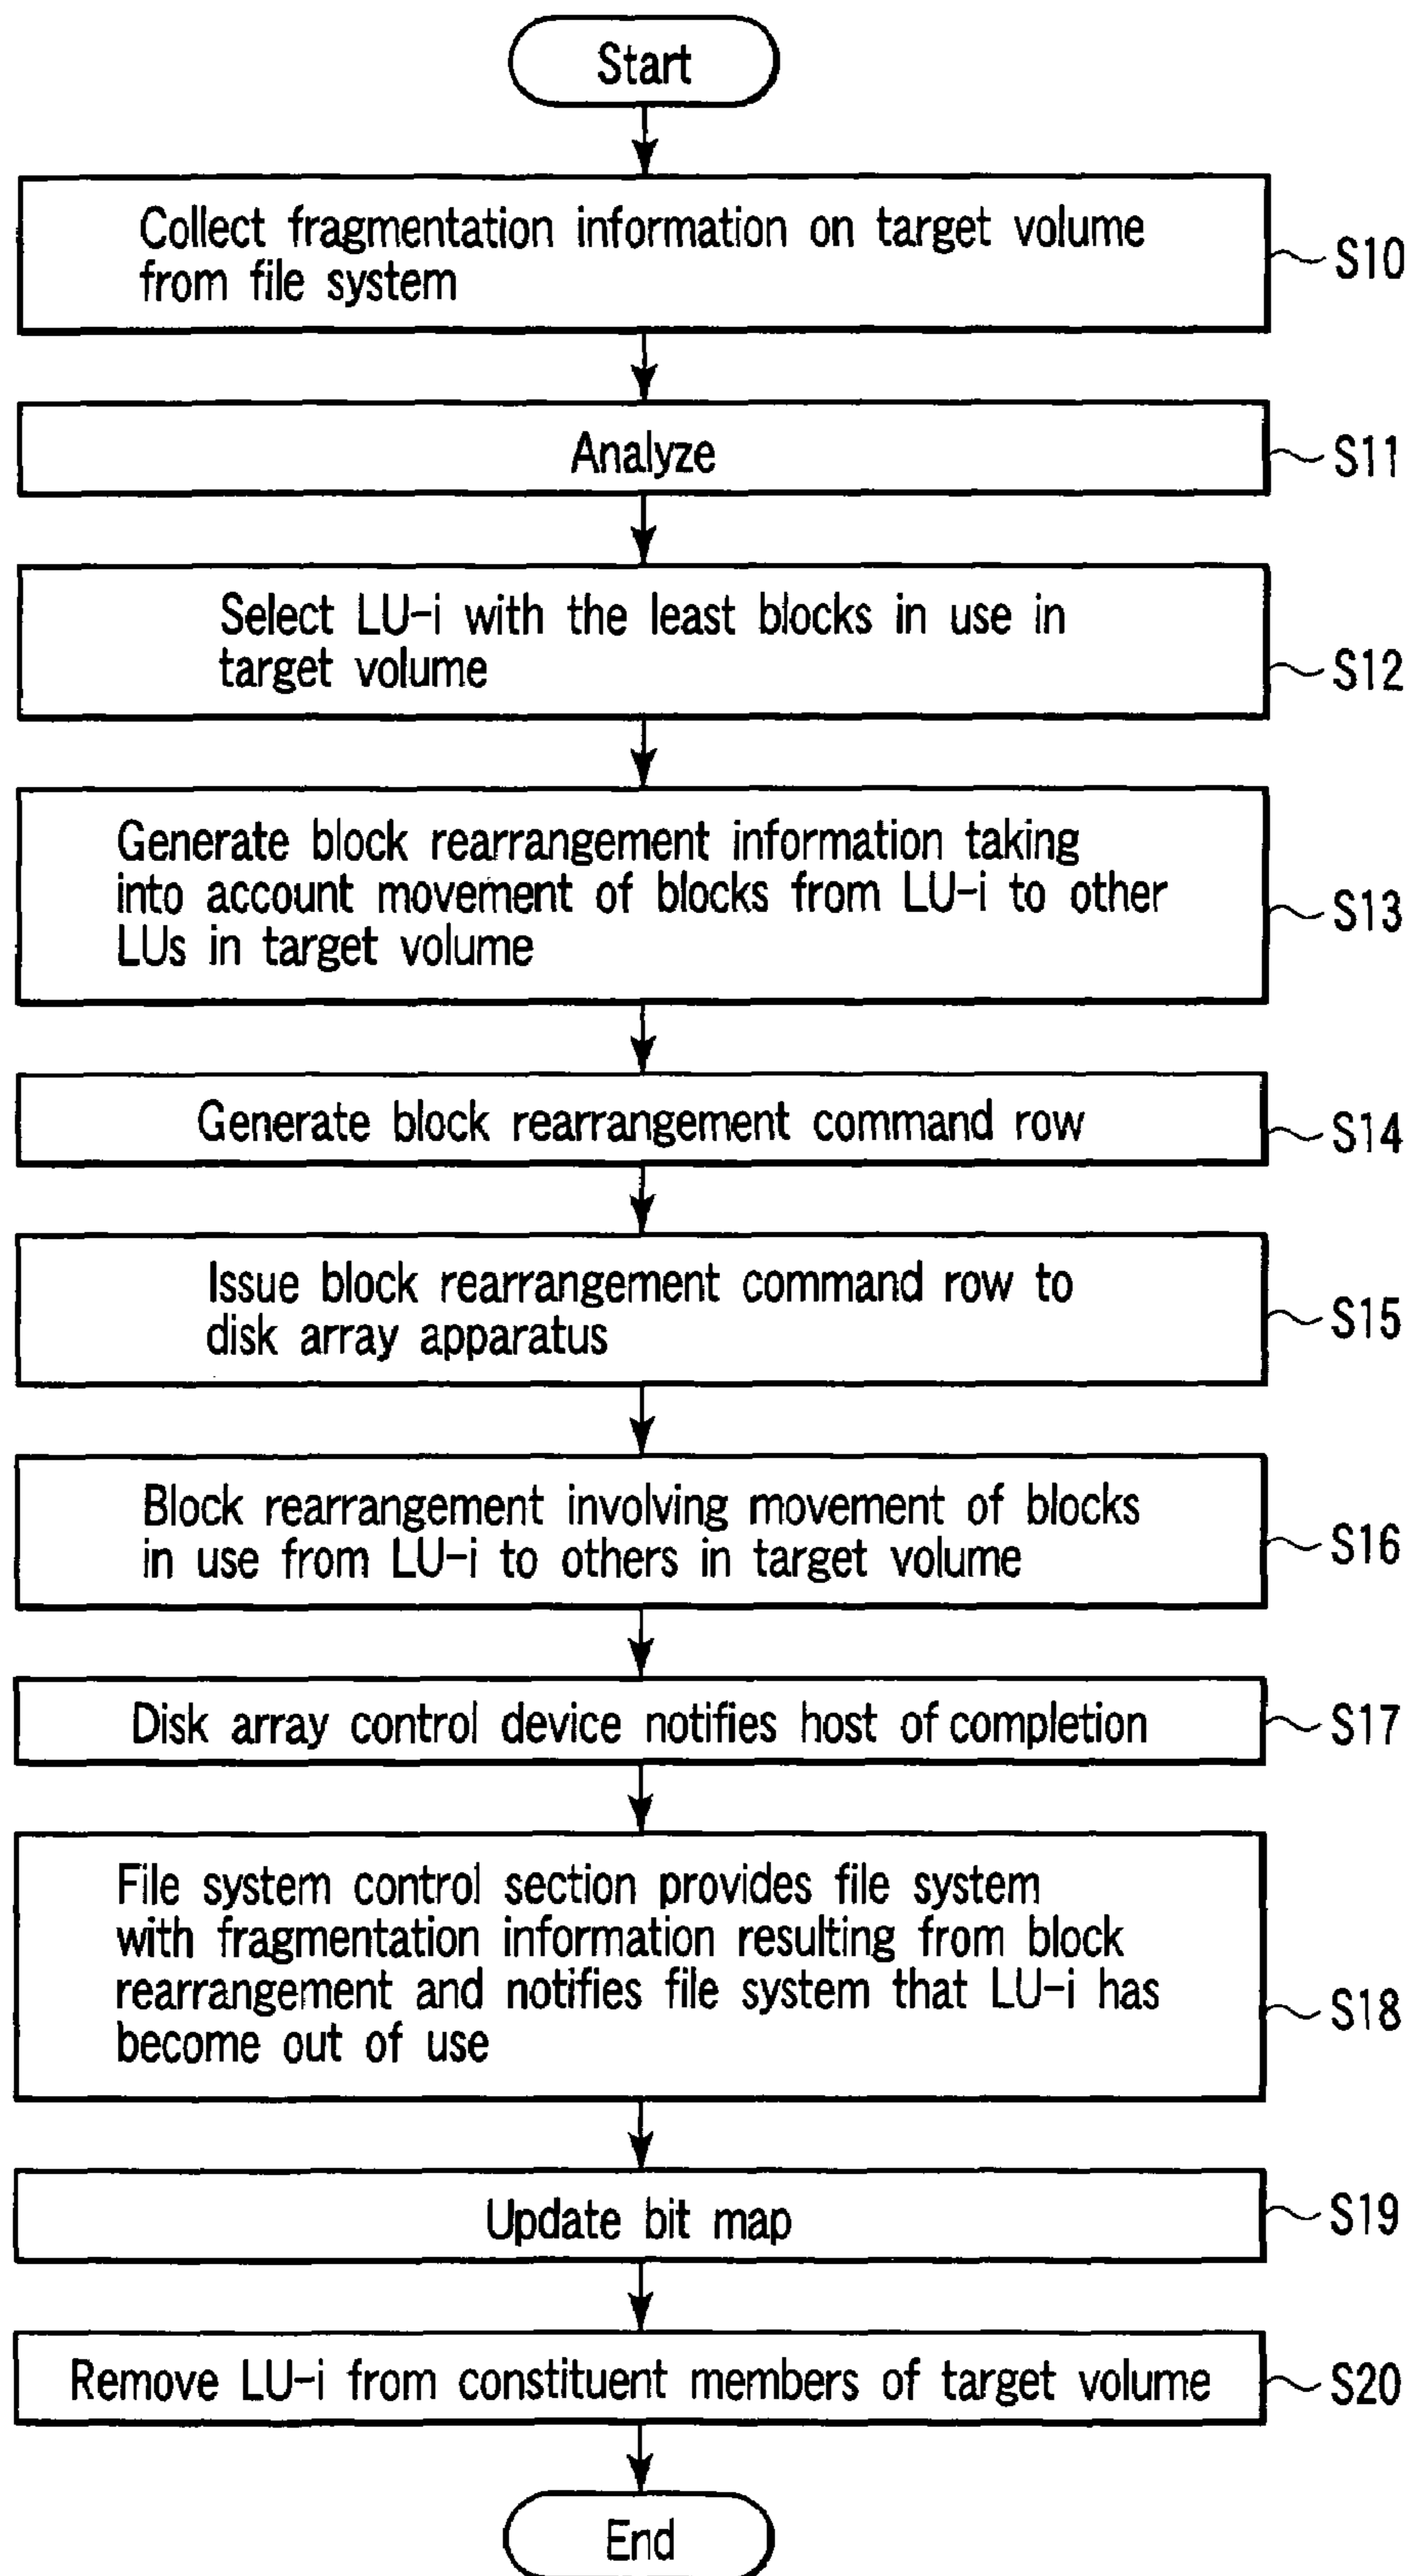 Start
Collect fragmentation information on target volume
from file system
S10
Analyze
S11
Select LU-i with the least blocks in use in
target volume
S12
Generate block rearrangement information taking
into account movement of blocks from LU-i to other
LUs in target volume
S13
Generate block rearrangement command row
S14
Issue block rearrangement command row to
disk array apparatus
S15
Block rearrangement involving movement of blocks
in use from LU-i to others in target volume
S16
Disk array control device notifies host of completion
S17
File system control section provides file system
with fragmentation information resulting from block
rearrangement and notifies file system that LU-i has
become out of use
S18
Update bit map
S19
Remove LU-i from constituent members of target volume
S20
End